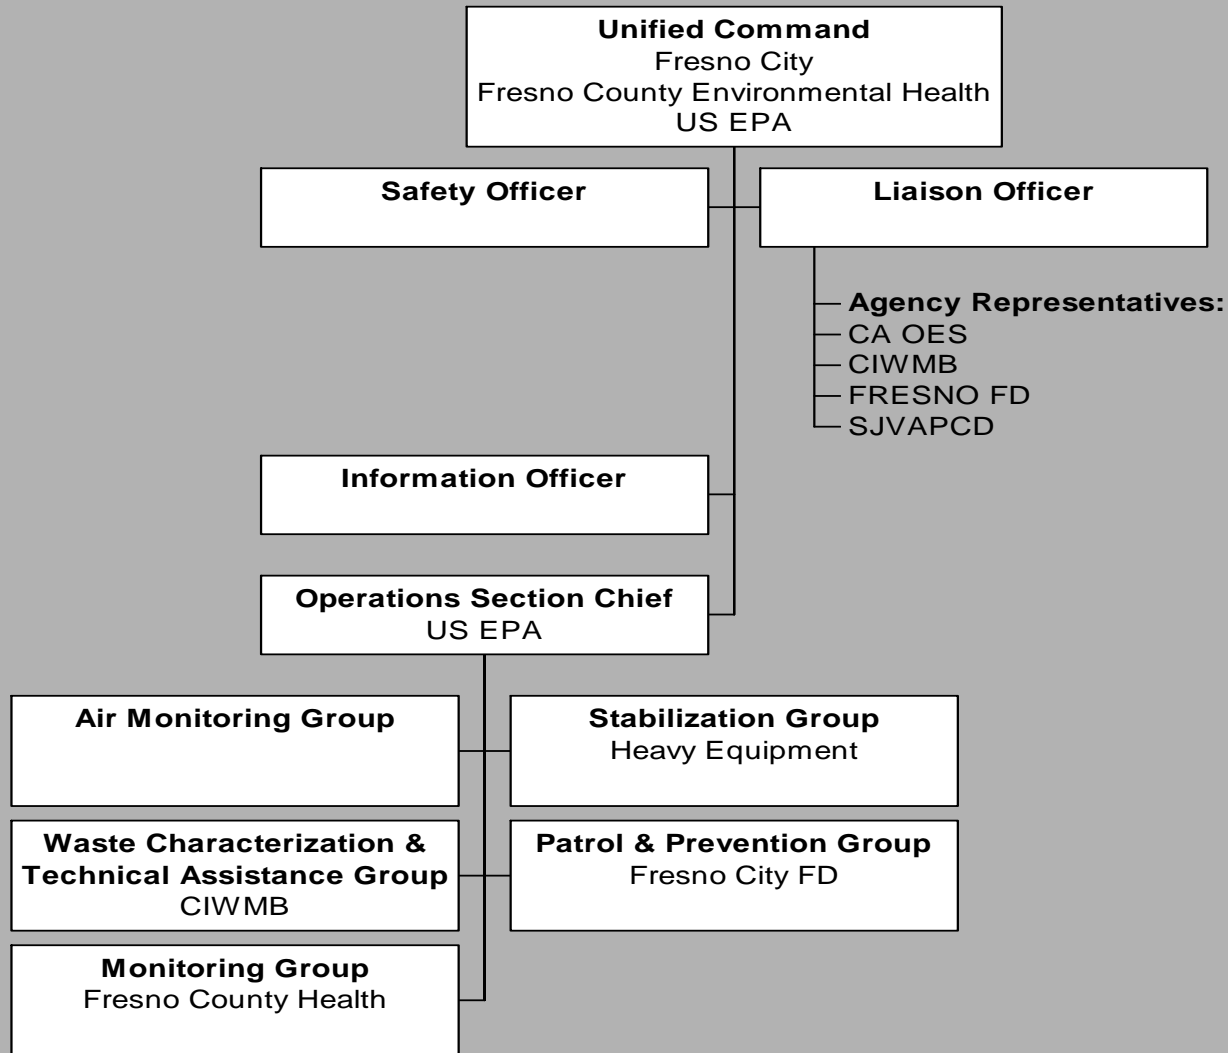 Unified Command
Fresno City
Fresno County Environmental Health
US EPA
Safety Officer
Liaison Officer
Agency Representatives:
CA OES
CIWMB
FRESNO FD
SJVAPCD
Information Officer
Operations Section Chief
US EPA
Air Monitoring Group
Stabilization Group
Heavy Equipment
Waste Characterization &
Technical Assistance Group
CIWMB
Patrol & Prevention Group
Fresno City FD
Monitoring Group
Fresno County Health